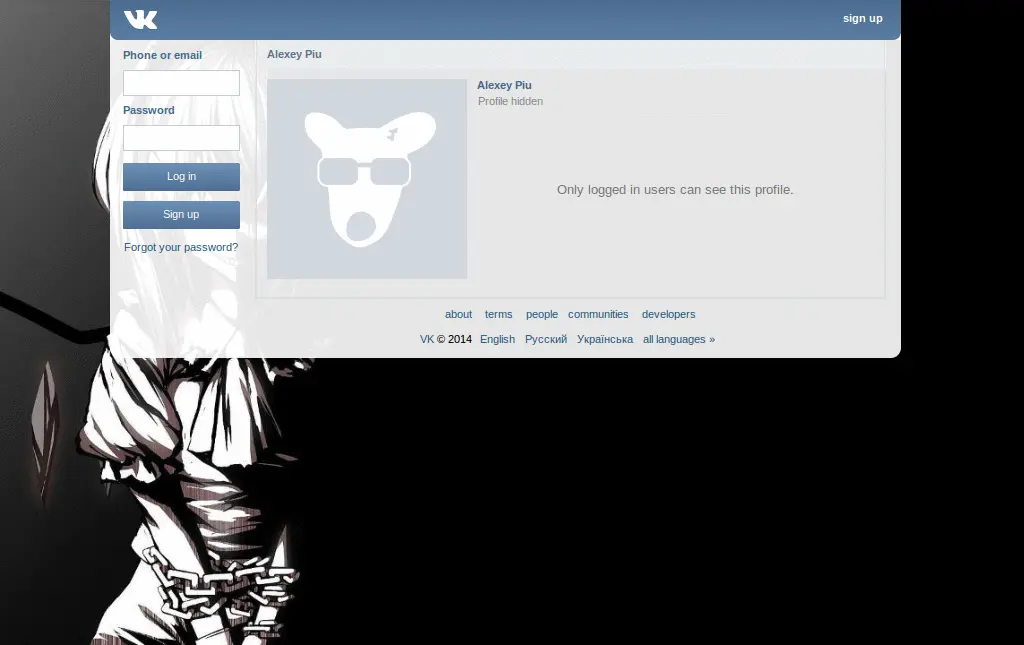 sign up
Phone or email
Password
Log in
Sign up
Forgot your password?
Alexey Piu
Alexey Piu
Profile hidden
Only logged in users can see this profile.
about terms people communities developers
VK © 2014 English Русский Українська all languages »